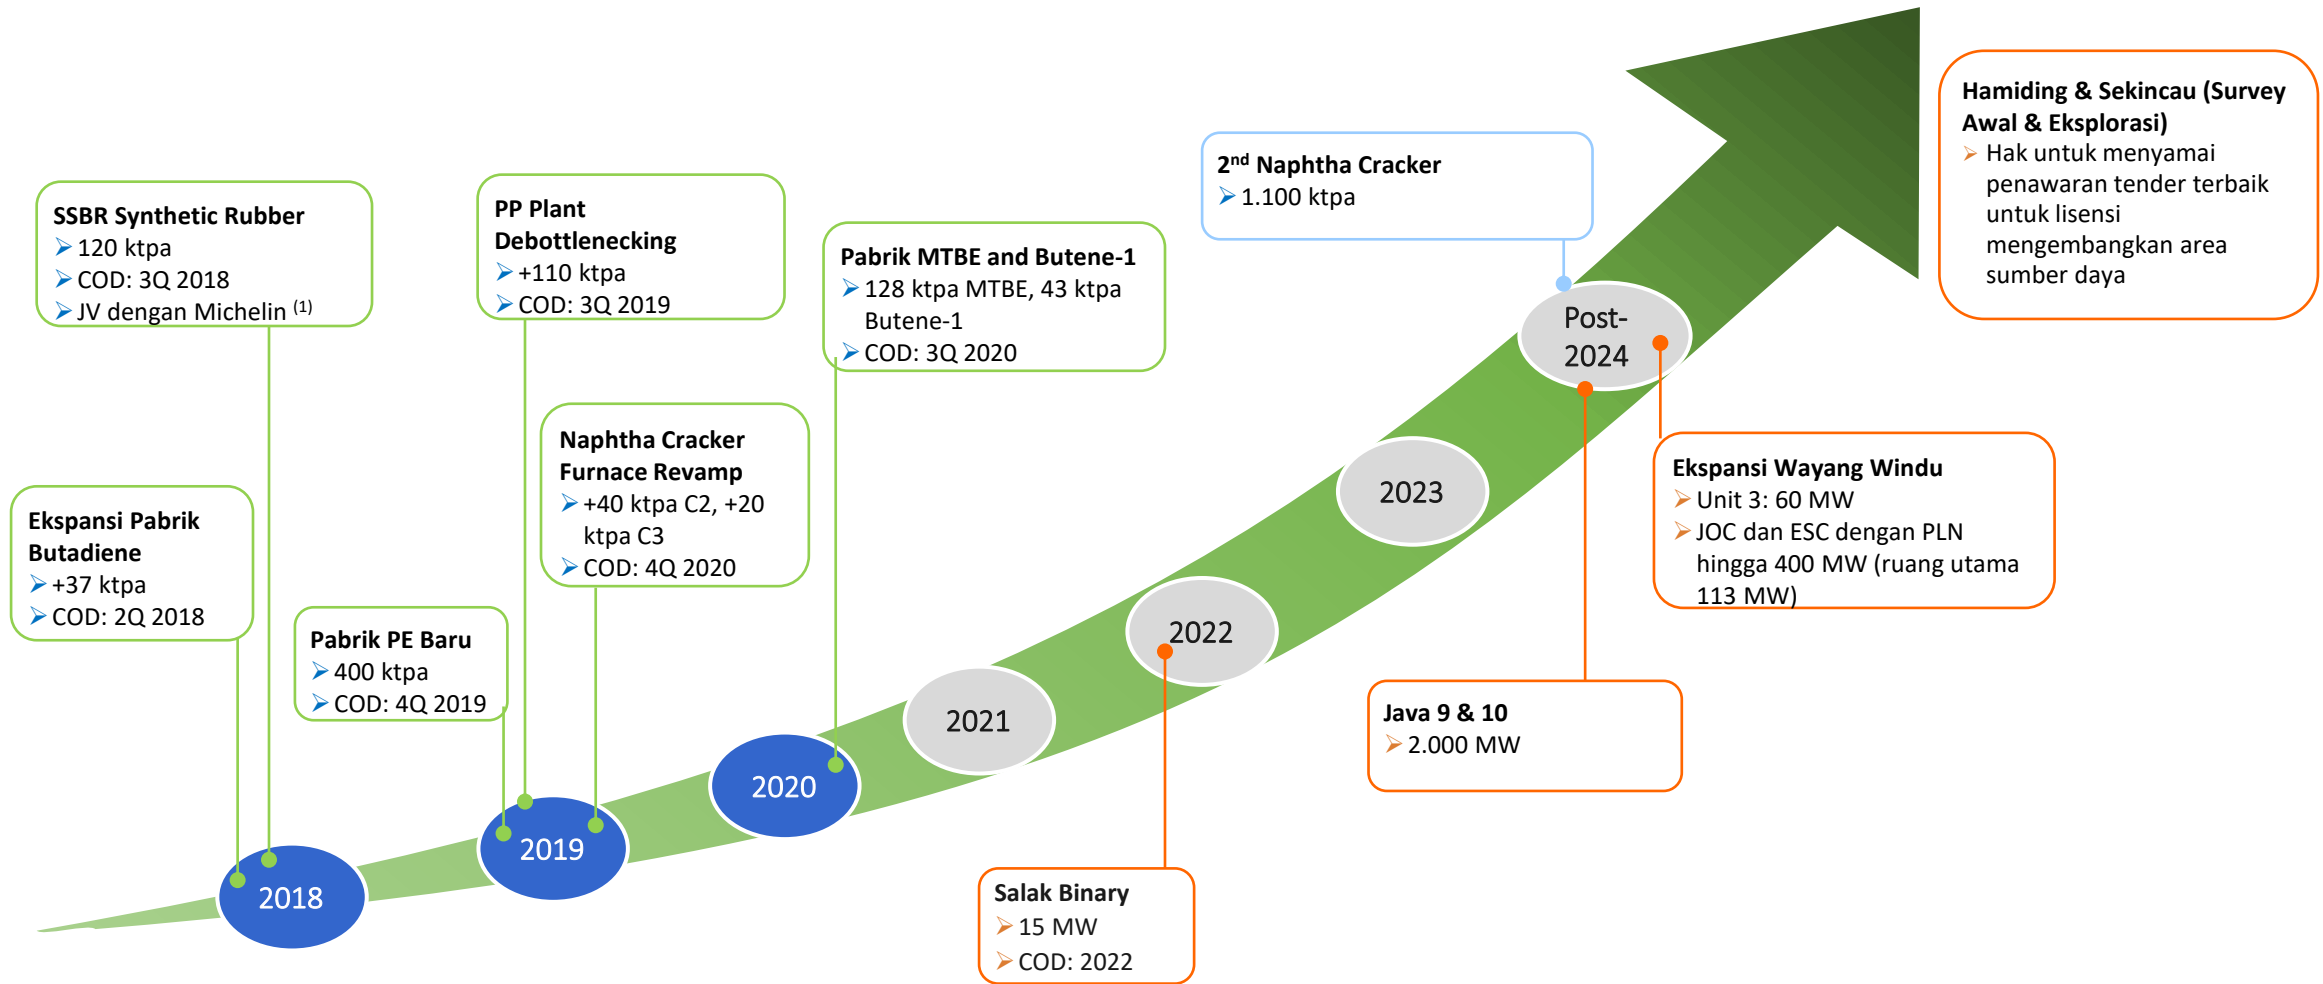 SSBR Synthetic Rubber
➢ 120 ktpa
➢ COD: 3Q 2018
➢ JV dengan Michelin (1)
Ekspansi Pabrik
Butadiene
➢ +37 ktpa
➢ COD: 2Q 2018
2018
Pabrik PE Baru
➢ 400 ktpa
➢ COD: 4Q 2019
PP Plant
Debottlenecking
➢ +110 ktpa
➢ COD: 3Q 2019
Naphtha Cracker
Furnace Revamp
➢ +40 ktpa C2, +20
ktpa C3
➢ COD: 4Q 2020
2019
Pabrik MTBE and Butene-1
➢ 128 ktpa MTBE, 43 ktpa
Butene-1
➢ COD: 3Q 2020
2020
2021
2022
Salak Binary
➢ 15 MW
➢ COD: 2022
2023
2nd Naphtha Cracker
➢ 1.100 ktpa
Post-
2024
Java 9 & 10
➢ 2.000 MW
Ekspansi Wayang Windu
➢ Unit 3: 60 MW
➢ JOC dan ESC dengan PLN
hingga 400 MW (ruang utama
113 MW)
Hamiding & Sekincau (Survey
Awal & Eksplorasi)
➢ Hak untuk menyamai
penawaran tender terbaik
untuk lisensi
mengembangkan area
sumber daya